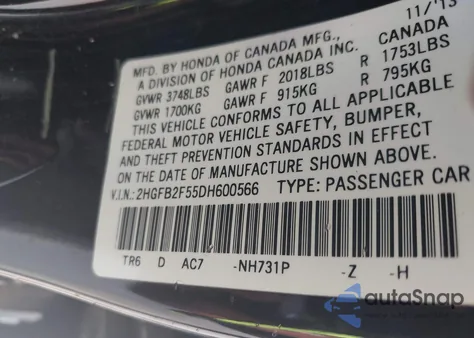 11/'13
MFD. BY HONDA OF CANADA MFG., CANADA
A DIVISION OF HONDA CANADA INC.
GVWR 3748LBS GAWR F 2018LBS R 1753LBS
GVWR 1700KG GAWR F 915KG R 795KG
THIS VEHICLE CONFORMS TO ALL APPLICABLE
FEDERAL MOTOR VEHICLE SAFETY, BUMPER,
AND THEFT PREVENTION STANDARDS IN EFFECT
ON THE DATE OF MANUFACTURE SHOWN ABOVE.
V.I.N.: 2HGFB2F55DH600566 TYPE: PASSENGER CAR
TR6 D AC7 -NH731P -Z -H
autoSnap